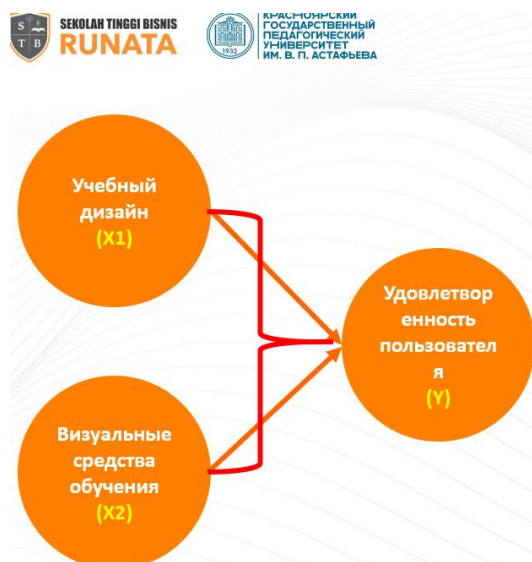 SEKOLAH TINGGI BISNIS
RUNATA
S
T
B
КРАСНОЯРСКИЙ
ГОСУДАРСТВЕННЫЙ
ПЕДАГОГИЧЕСКИЙ
УНИВЕРСИТЕТ
ИМ. В. П. АСТАФЬЕВА
1932
Учебный
дизайн
(X1)
Удовлетвор
енность
пользовател
я
(Y)
Визуальные
средства
обучения
(X2)